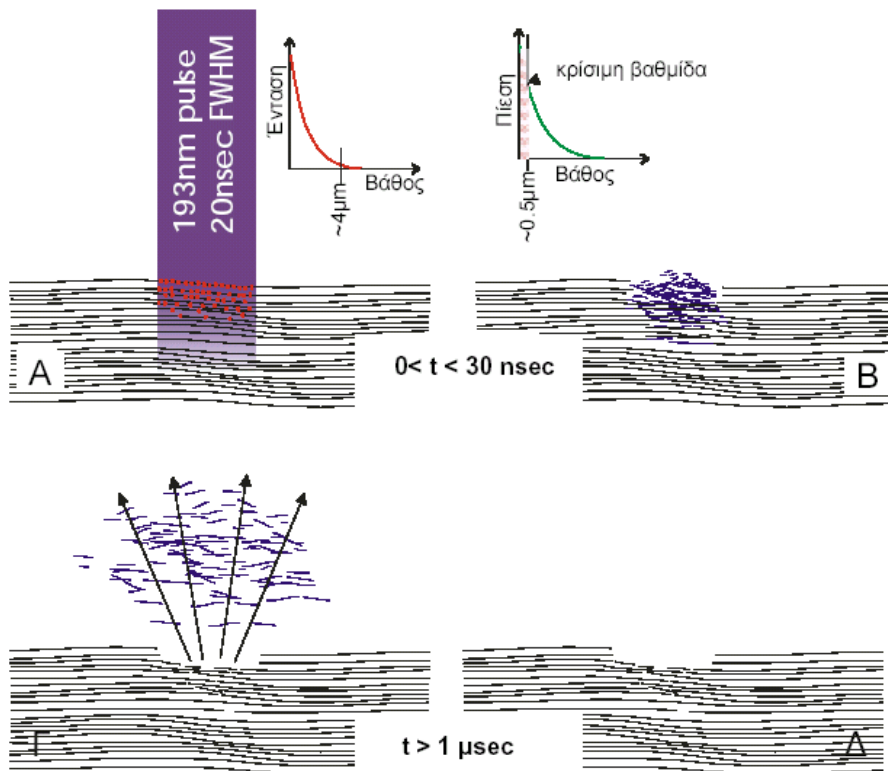 193nm pulse
20nsec FWHM
Ένταση
Βάθος
~4μm
Πίεση
κρίσιμη βαθμίδα
Βάθος
~0.5μm
A
0< t < 30 nsec
B
Γ
t > 1 μsec
Δ